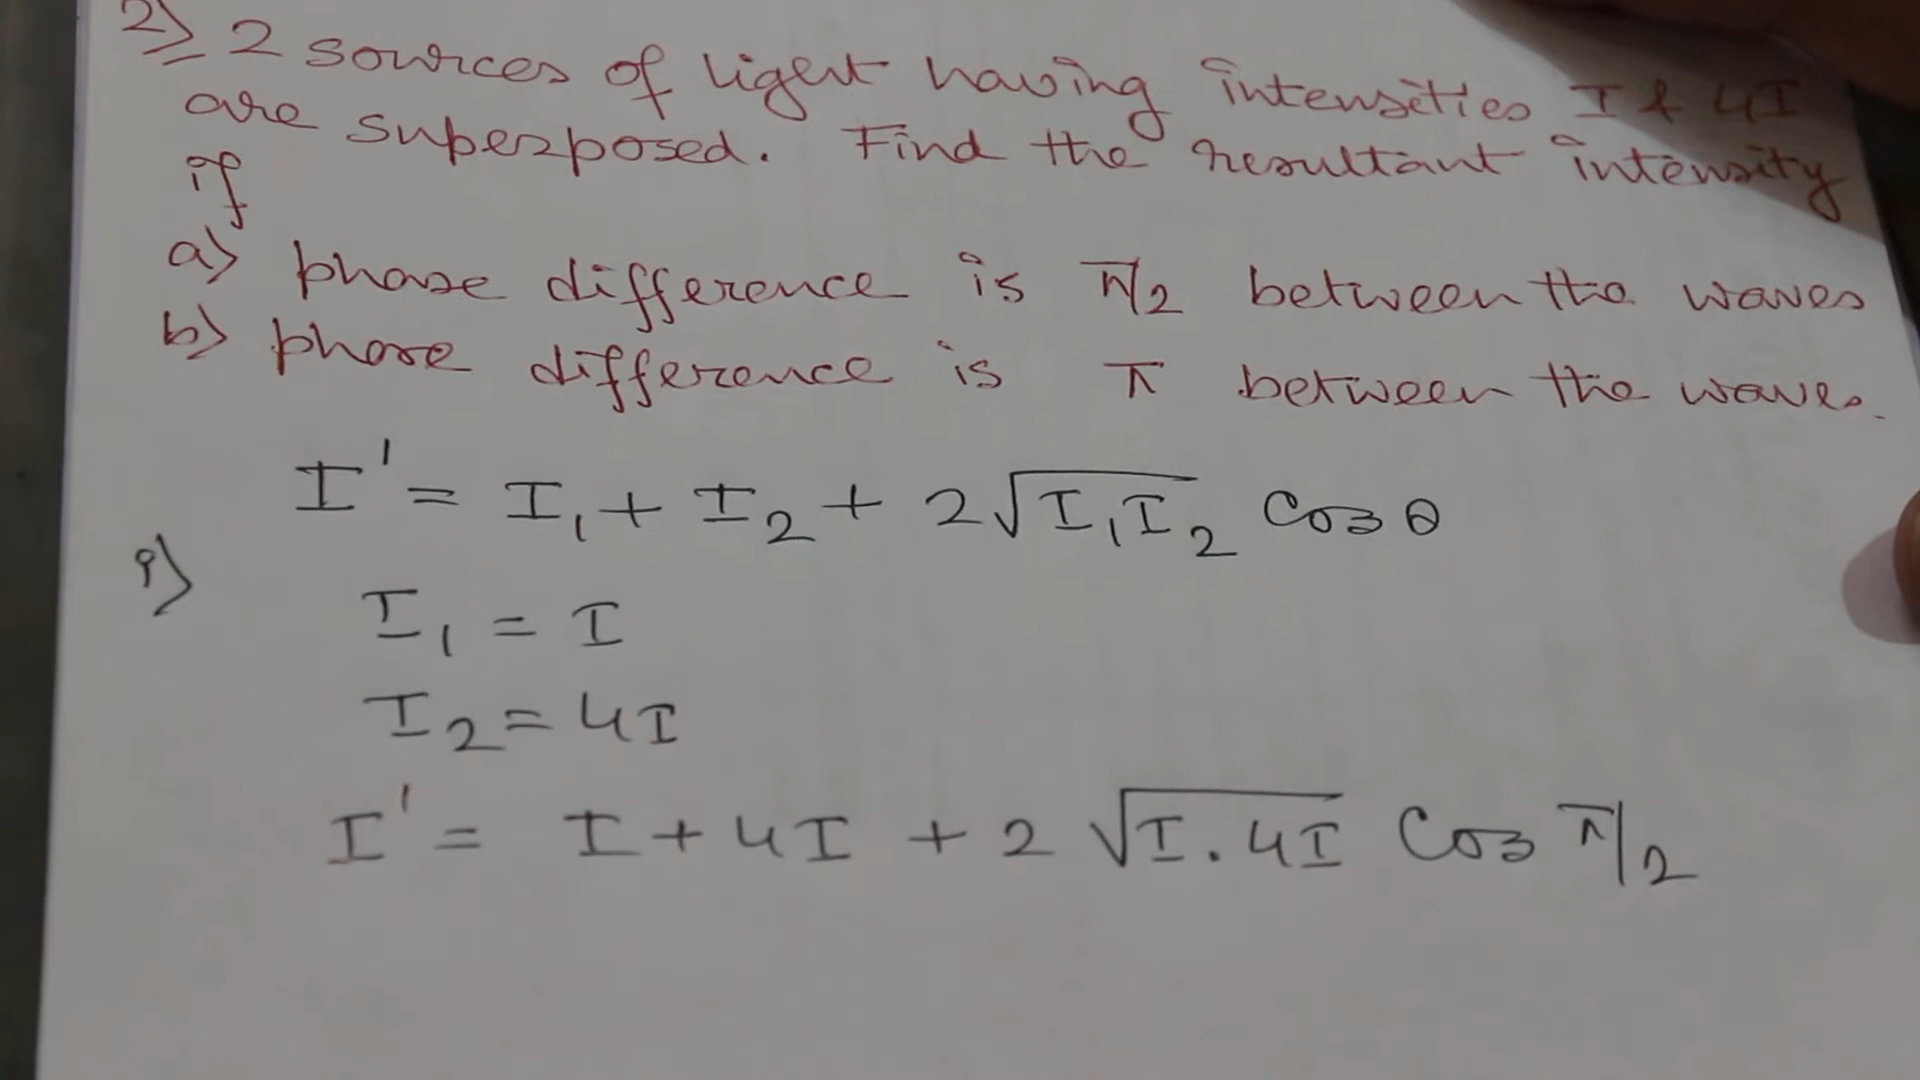 2) 2 sources of light having intensities I & 4I
are superposed. Find the resultant intensity
if
a) phase difference is π/2 between the waves
b) phase difference is π between the waves.
I' = I₁ + I₂ + 2√I₁I₂ Cos θ
i)
I₁ = I
I₂ = 4I
I' = I + 4I + 2 √I . 4I Cos π/2